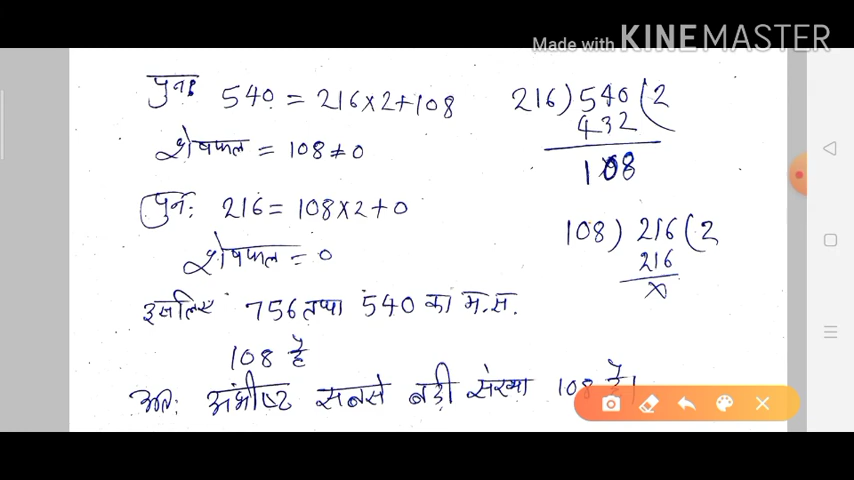 Made with KINEMASTER
पुनः 540 = 216×2+108
216) 540 (2
432
108
शेषफल = 108 ≠ 0
पुनः 216 = 108×2+0
108) 216 (2
216
×
शेषफल = 0
इसलिए 756 तथा 540 का म.स.
108 है
अतः अभीष्ट सबसे बड़ी संख्या 108 है।